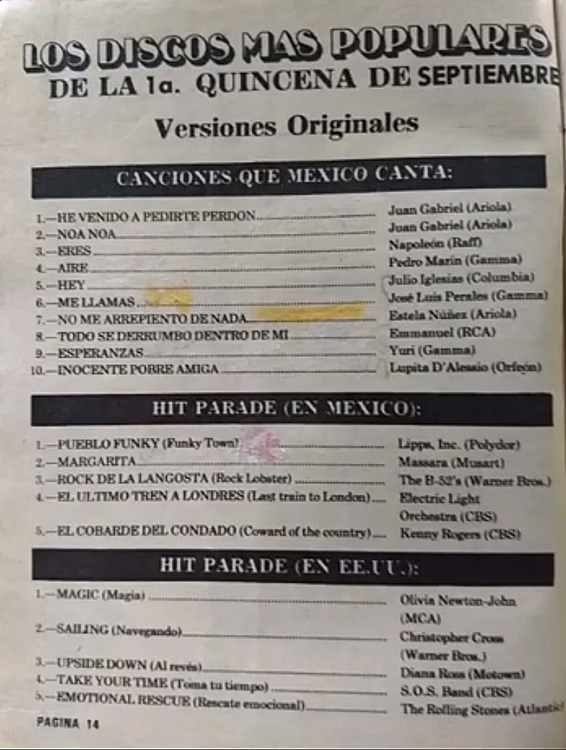 LOS DISCOS MAS POPULARES
DE LA 1a. QUINCENA DE SEPTIEMBRE
Versiones Originales
CANCIONES QUE MEXICO CANTA:
1.—HE VENIDO A PEDIRTE PERDON........ Juan Gabriel (Ariola)
2.—NOA NOA........ Juan Gabriel (Ariola)
3.—ERES........ Napoleón (Raff)
4.—AIRE........ Pedro Marín (Gamma)
5.—HEY........ Julio Iglesias (Columbia)
6.—ME LLAMAS........ José Luis Perales (Gamma)
7.—NO ME ARREPIENTO DE NADA........ Estela Núñez (Ariola)
8.—TODO SE DERRUMBO DENTRO DE MI........ Emmanuel (RCA)
9.—ESPERANZAS........ Yuri (Gamma)
10.—INOCENTE POBRE AMIGA........ Lupita D'Alessio (Orfeón)
HIT PARADE (EN MEXICO):
1.—PUEBLO FUNKY (Funky Town)........ Lipps, Inc. (Polydor)
2.—MARGARITA........ Massara (Musart)
3.—ROCK DE LA LANGOSTA (Rock Lobster)........ The B-52's (Warner Bros.)
4.—EL ULTIMO TREN A LONDRES (Last train to London).... Electric Light
Orchestra (CBS)
5.—EL COBARDE DEL CONDADO (Coward of the country).... Kenny Rogers (CBS)
HIT PARADE (EN EE.UU.):
1.—MAGIC (Magia)........ Olivia Newton-John
(MCA)
2.—SAILING (Navegando)........ Christopher Cross
(Warner Bros.)
3.—UPSIDE DOWN (Al revés)........ Diana Ross (Motown)
4.—TAKE YOUR TIME (Toma tu tiempo)........ S.O.S. Band (CBS)
5.—EMOTIONAL RESCUE (Rescate emocional)........ The Rolling Stones (Atlantic)
PAGINA 14